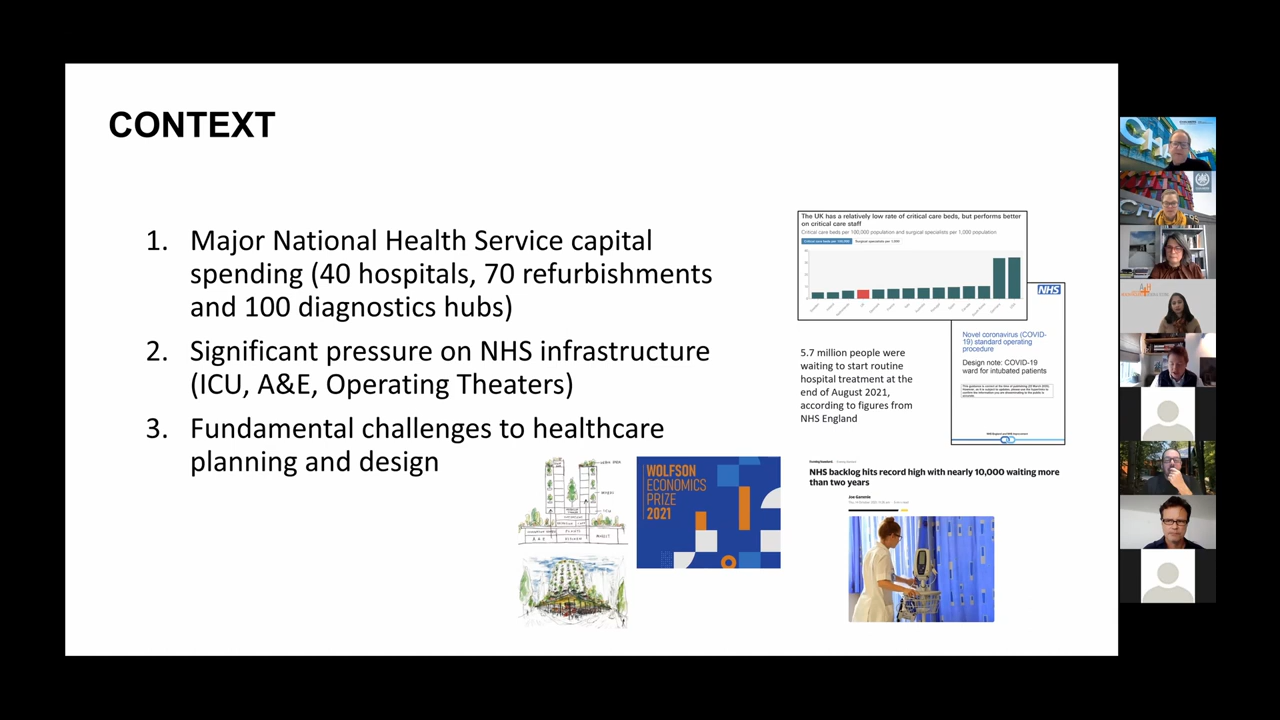 CONTEXT
1. Major National Health Service capital
spending (40 hospitals, 70 refurbishments
and 100 diagnostics hubs)
2. Significant pressure on NHS infrastructure
(ICU, A&E, Operating Theaters)
3. Fundamental challenges to healthcare
planning and design
The UK has a relatively low rate of critical care beds, but performs better
on critical care staff
Critical care beds per 100,000 population and surgical specialists per 1,000 population
Critical care beds per 100,000
Surgical specialists per 1,000
NHS
Novel coronavirus (COVID-
19) standard operating
procedure
Design note: COVID-19
ward for intubated patients
5.7 million people were
waiting to start routine
hospital treatment at the
end of August 2021,
according to figures from
NHS England
WOLFSON
ECONOMICS
PRIZE
2021
NHS backlog hits record high with nearly 10,000 waiting more
than two years
A & E